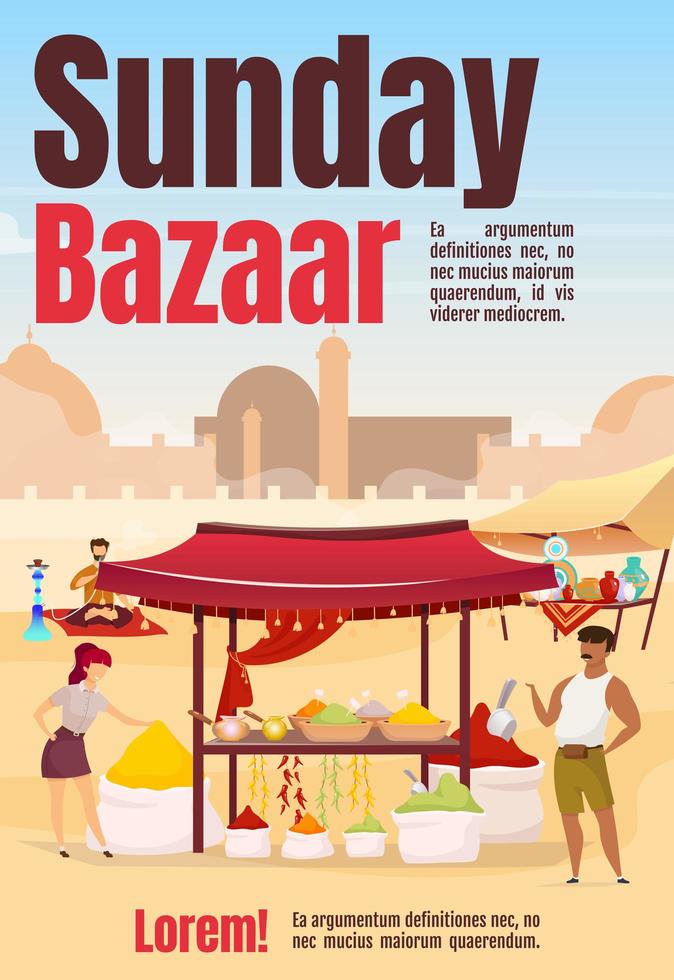 Sunday
Bazaar
Ea argumentum
definitiones nec, no
nec mucius maiorum
quaerendum, id vis
viderer mediocrem.
Lorem!
Ea argumentum definitiones nec, no
nec mucius maiorum quaerendum.